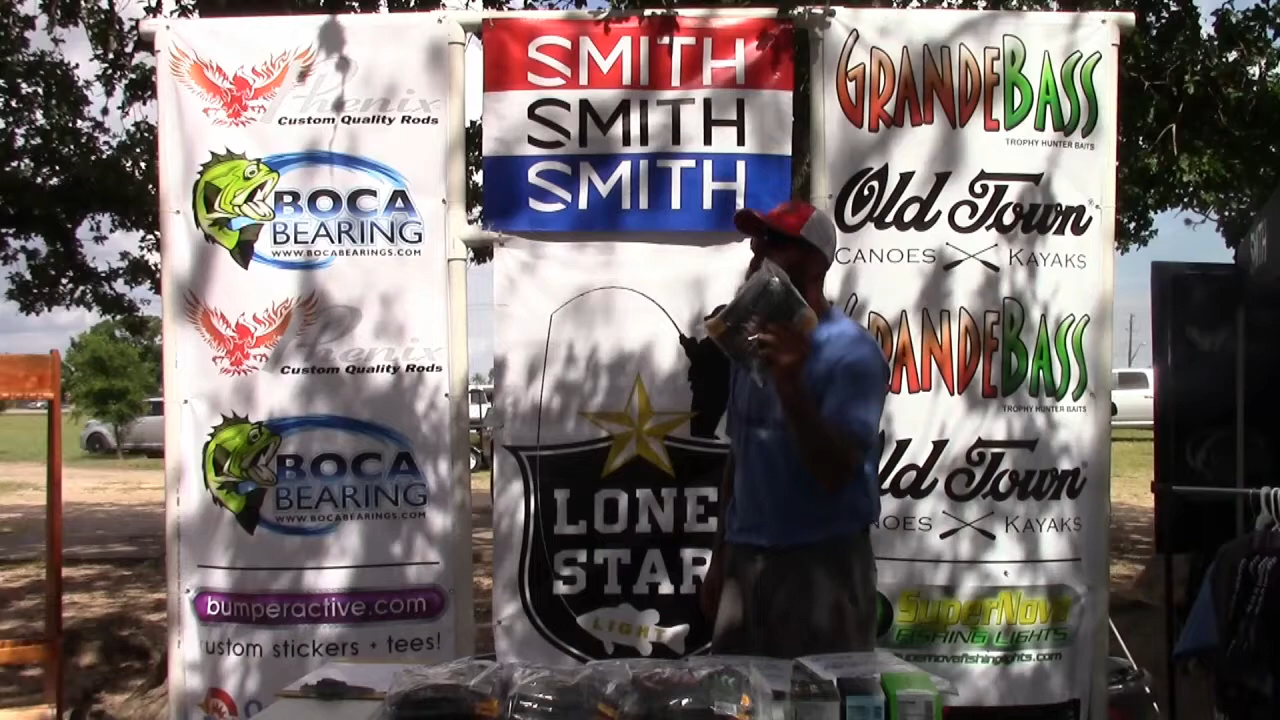 Phenix
Custom Quality Rods
BOCA
BEARING
WWW.BOCABEARINGS.COM
Phenix
Custom Quality Rods
BOCA
BEARING
WWW.BOCABEARINGS.COM
bumperactive.com
custom stickers + tees!
SMITH
SMITH
SMITH
LONE
STAR
LIGHT
GRANDEBASS
TROPHY HUNTER BAITS
Old Town
CANOES KAYAKS
GRANDEBASS
TROPHY HUNTER BAITS
Old Town
NOES KAYAKS
SUPERNOVA
FISHING LIGHTS
supernovafishinglights.com